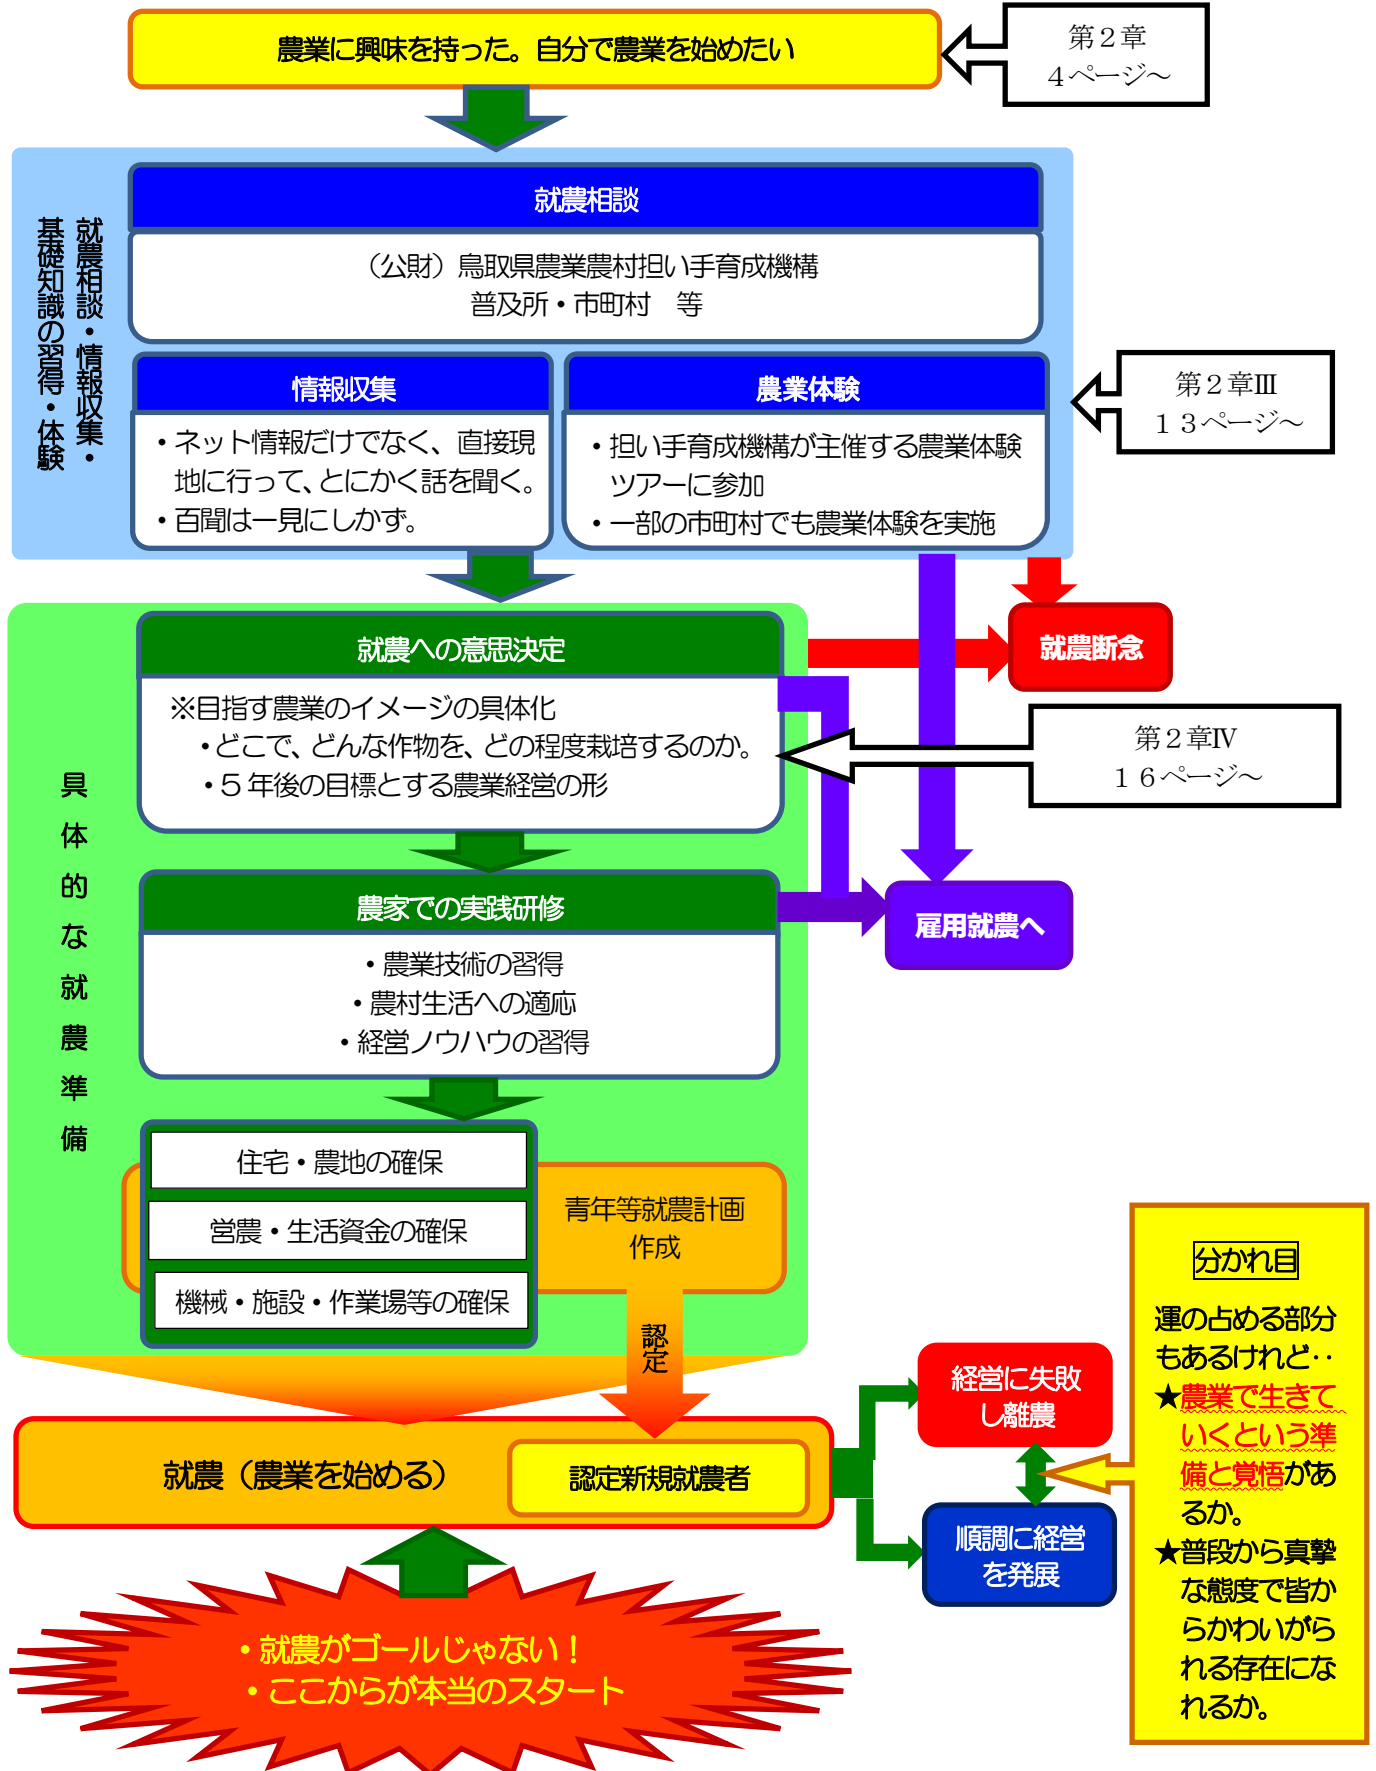 農業に興味を持った。自分で農業を始めたい
第２章
４ページ～
就農相談・情報収集・
基礎知識の習得・体験
就農相談
（公財）鳥取県農業農村担い手育成機構
普及所・市町村　等
情報収集
・ネット情報だけでなく、直接現
地に行って、とにかく話を聞く。
・百聞は一見にしかず。
農業体験
・担い手育成機構が主催する農業体験
ツアーに参加
・一部の市町村でも農業体験を実施
第２章Ⅲ
１３ページ～
具体的な就農準備
就農への意思決定
※目指す農業のイメージの具体化
・どこで、どんな作物を、どの程度栽培するのか。
・５年後の目標とする農業経営の形
就農断念
第２章Ⅳ
１６ページ～
農家での実践研修
・農業技術の習得
・農村生活への適応
・経営ノウハウの習得
雇用就農へ
住宅・農地の確保
営農・生活資金の確保
機械・施設・作業場等の確保
青年等就農計画
作成
認定
就農（農業を始める）
認定新規就農者
経営に失敗
し離農
順調に経営
を発展
分かれ目
運の占める部分
もあるけれど‥
★農業で生きて
いくという準
備と覚悟があ
るか。
★普段から真摯
な態度で皆か
らかわいがら
れる存在にな
れるか。
・就農がゴールじゃない！
・ここからが本当のスタート